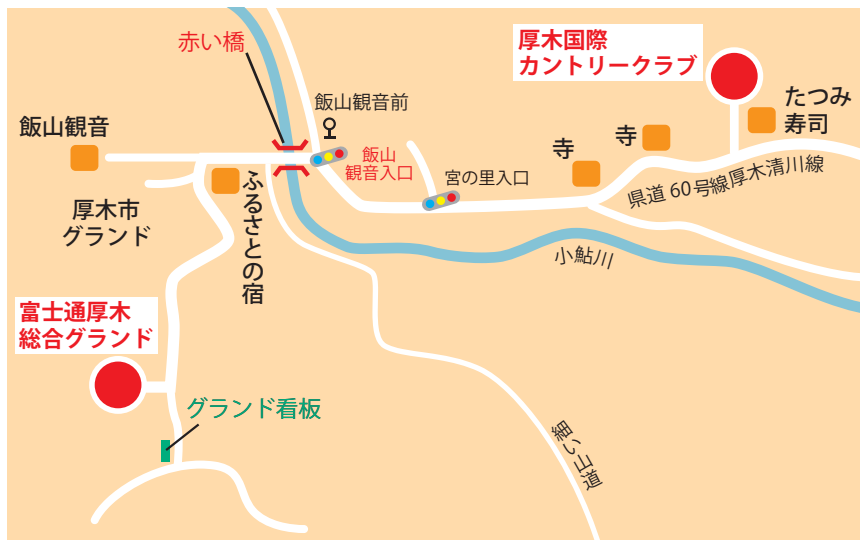 赤い橋
厚木国際
カントリークラブ
飯山観音前
たつみ
寿司
飯山観音
寺
寺
飯山
観音入口
宮の里入口
県道60号線厚木清川線
厚木市
グランド
ふるさとの宿
小鮎川
富士通厚木
総合グランド
グランド看板
細い山道